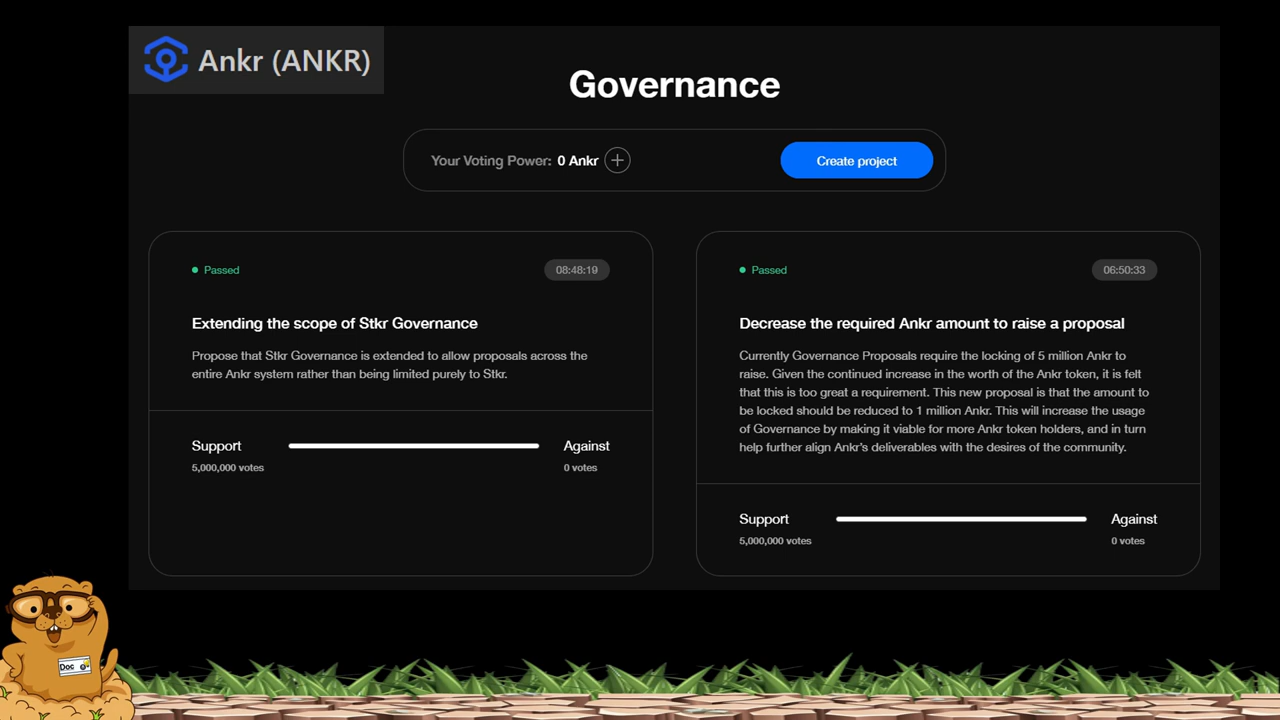 Ankr (ANKR)
Governance
Your Voting Power: 0 Ankr
Create project
Passed
08:48:19
Extending the scope of Stkr Governance
Propose that Stkr Governance is extended to allow proposals across the
entire Ankr system rather than being limited purely to Stkr.
Support
Against
5,000,000 votes
0 votes
Passed
06:50:33
Decrease the required Ankr amount to raise a proposal
Currently Governance Proposals require the locking of 5 million Ankr to
raise. Given the continued increase in the worth of the Ankr token, it is felt
that this is too great a requirement. This new proposal is that the amount to
be locked should be reduced to 1 million Ankr. This will increase the usage
of Governance by making it viable for more Ankr token holders, and in turn
help further align Ankr's deliverables with the desires of the community.
Support
Against
5,000,000 votes
0 votes
Doc